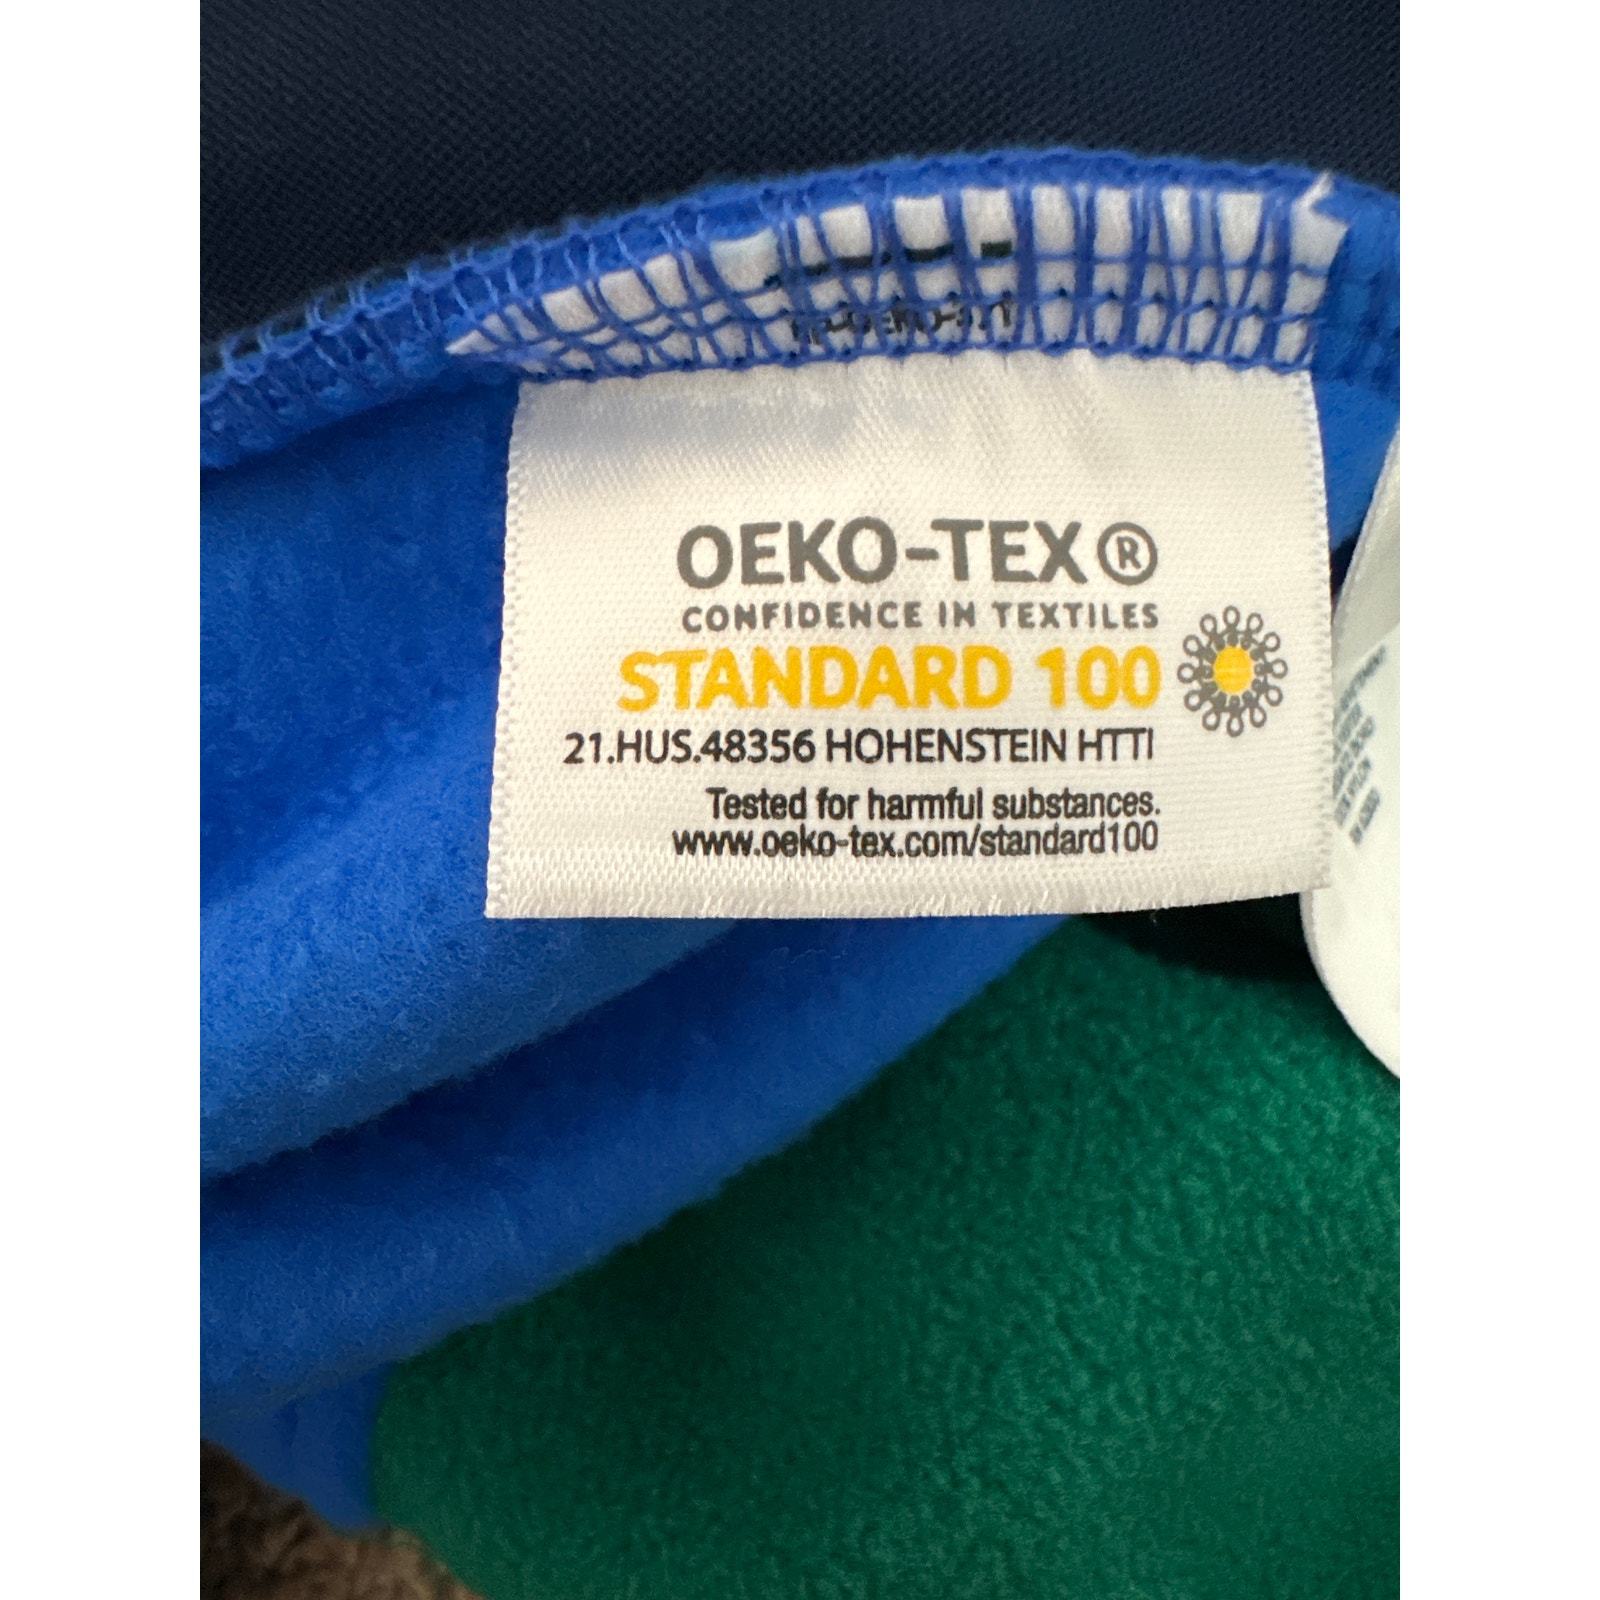 OEKO-TEX®
CONFIDENCE IN TEXTILES
STANDARD 100
21.HUS.48356 HOHENSTEIN HTTI
Tested for harmful substances.
www.oeko-tex.com/standard100